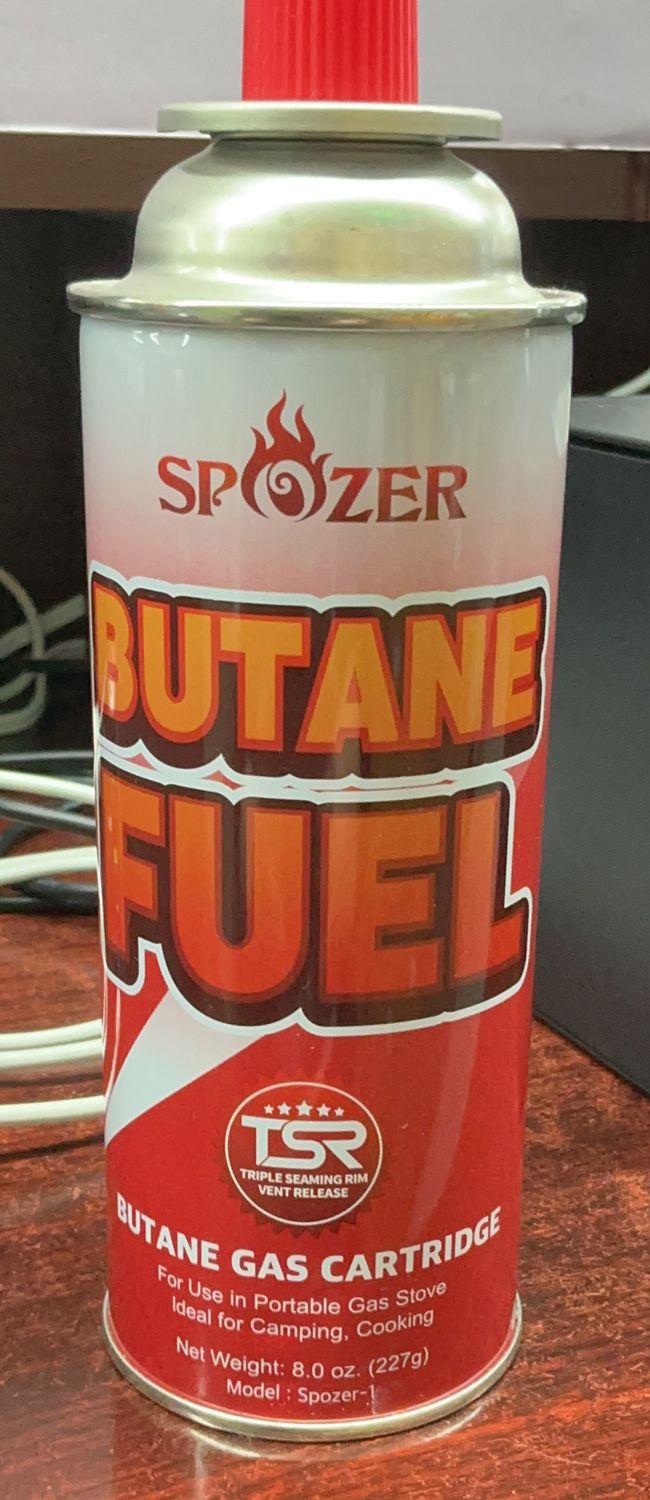 SPOZER
BUTANE
FUEL
TSR
TRIPLE SEAMING RIM
VENT RELEASE
BUTANE GAS CARTRIDGE
For Use in Portable Gas Stove
Ideal for Camping, Cooking
Net Weight: 8.0 oz. (227g)
Model : Spozer-1